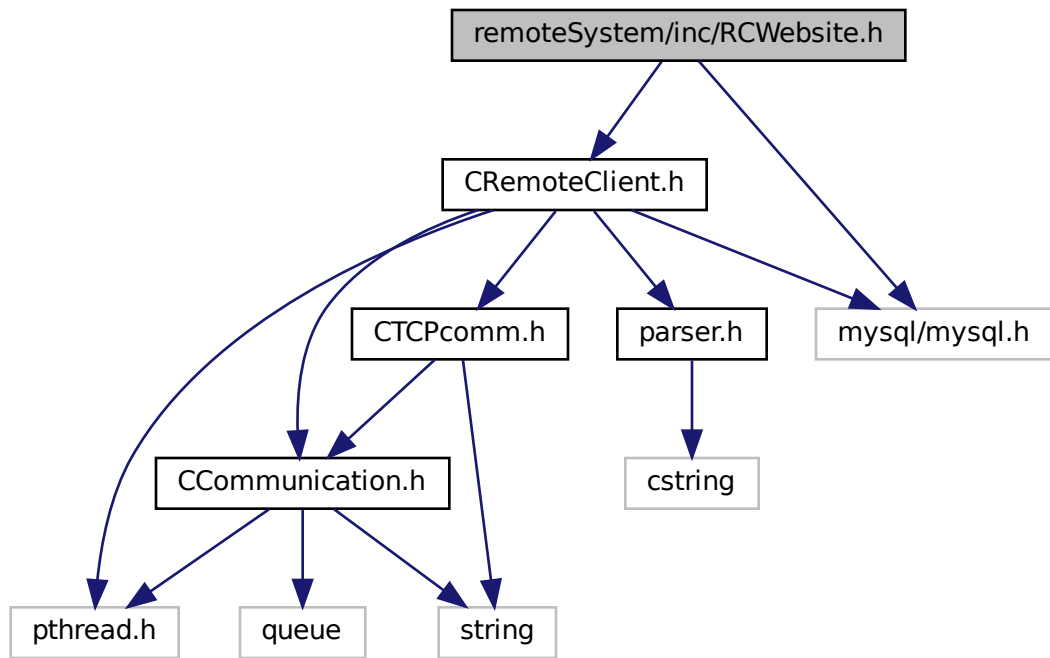 remoteSystem/inc/RCWebsite.h
CRemoteClient.h
CTCPcomm.h
parser.h
mysql/mysql.h
CCommunication.h
cstring
pthread.h
queue
string